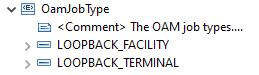 OamJobType
<Comment> The OAM job types....
LOOPBACK_FACILITY
LOOPBACK_TERMINAL